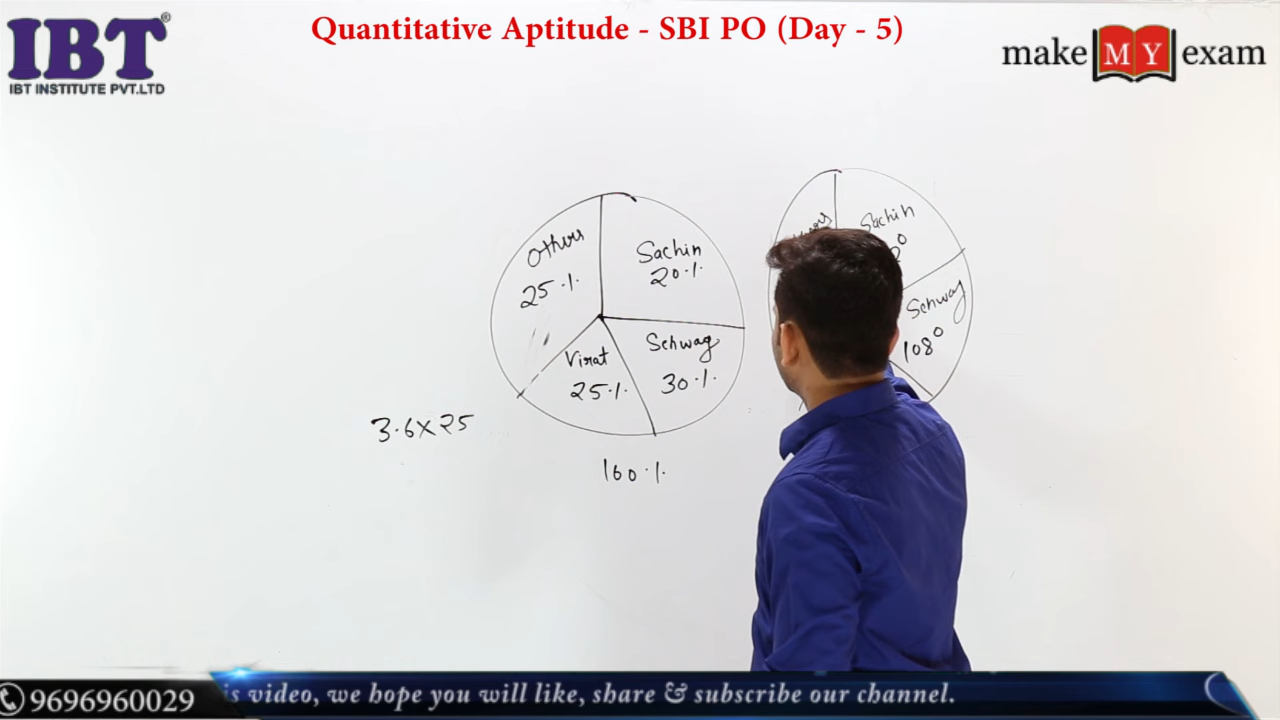 IBT®
IBT INSTITUTE PVT.LTD
Quantitative Aptitude - SBI PO (Day - 5)
make MY exam
Others
25%
Sachin
20%
Virat
25%
Sehwag
30%
100%
3.6×25
Sachin
Sehwag
108°
9696960029
is video, we hope you will like, share & subscribe our channel.